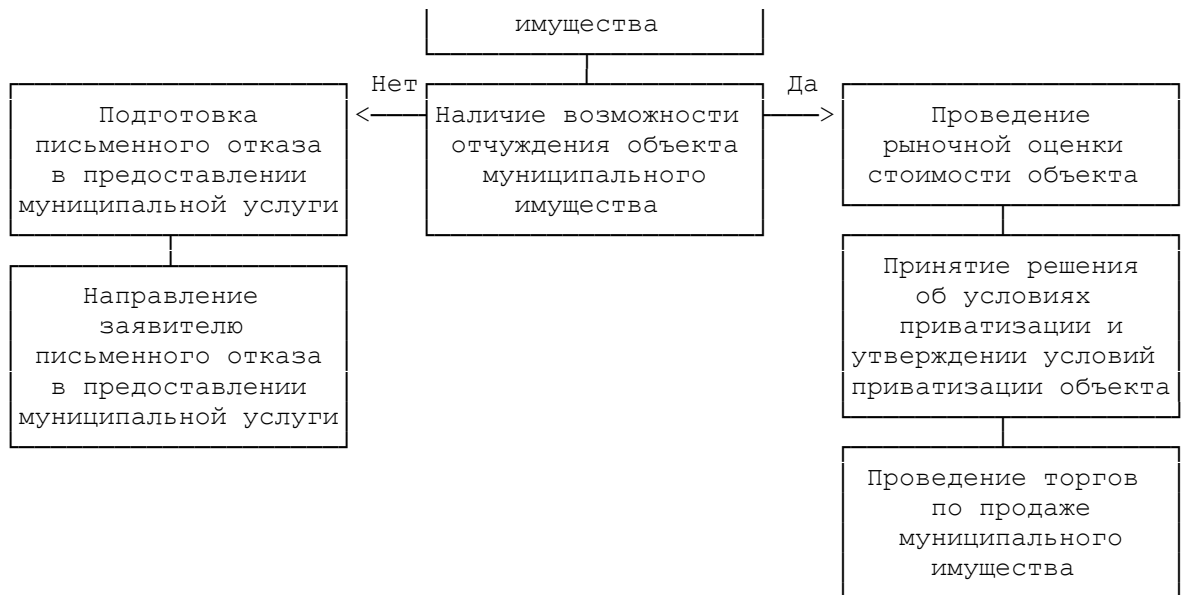 имущества
Нет
Да
Подготовка
письменного отказа
в предоставлении
муниципальной услуги
<
Наличие возможности
отчуждения объекта
муниципального
имущества
>
Проведение
рыночной оценки
стоимости объекта
Направление
заявителю
письменного отказа
в предоставлении
муниципальной услуги
Принятие решения
об условиях
приватизации и
утверждении условий
приватизации объекта
Проведение торгов
по продаже
муниципального
имущества